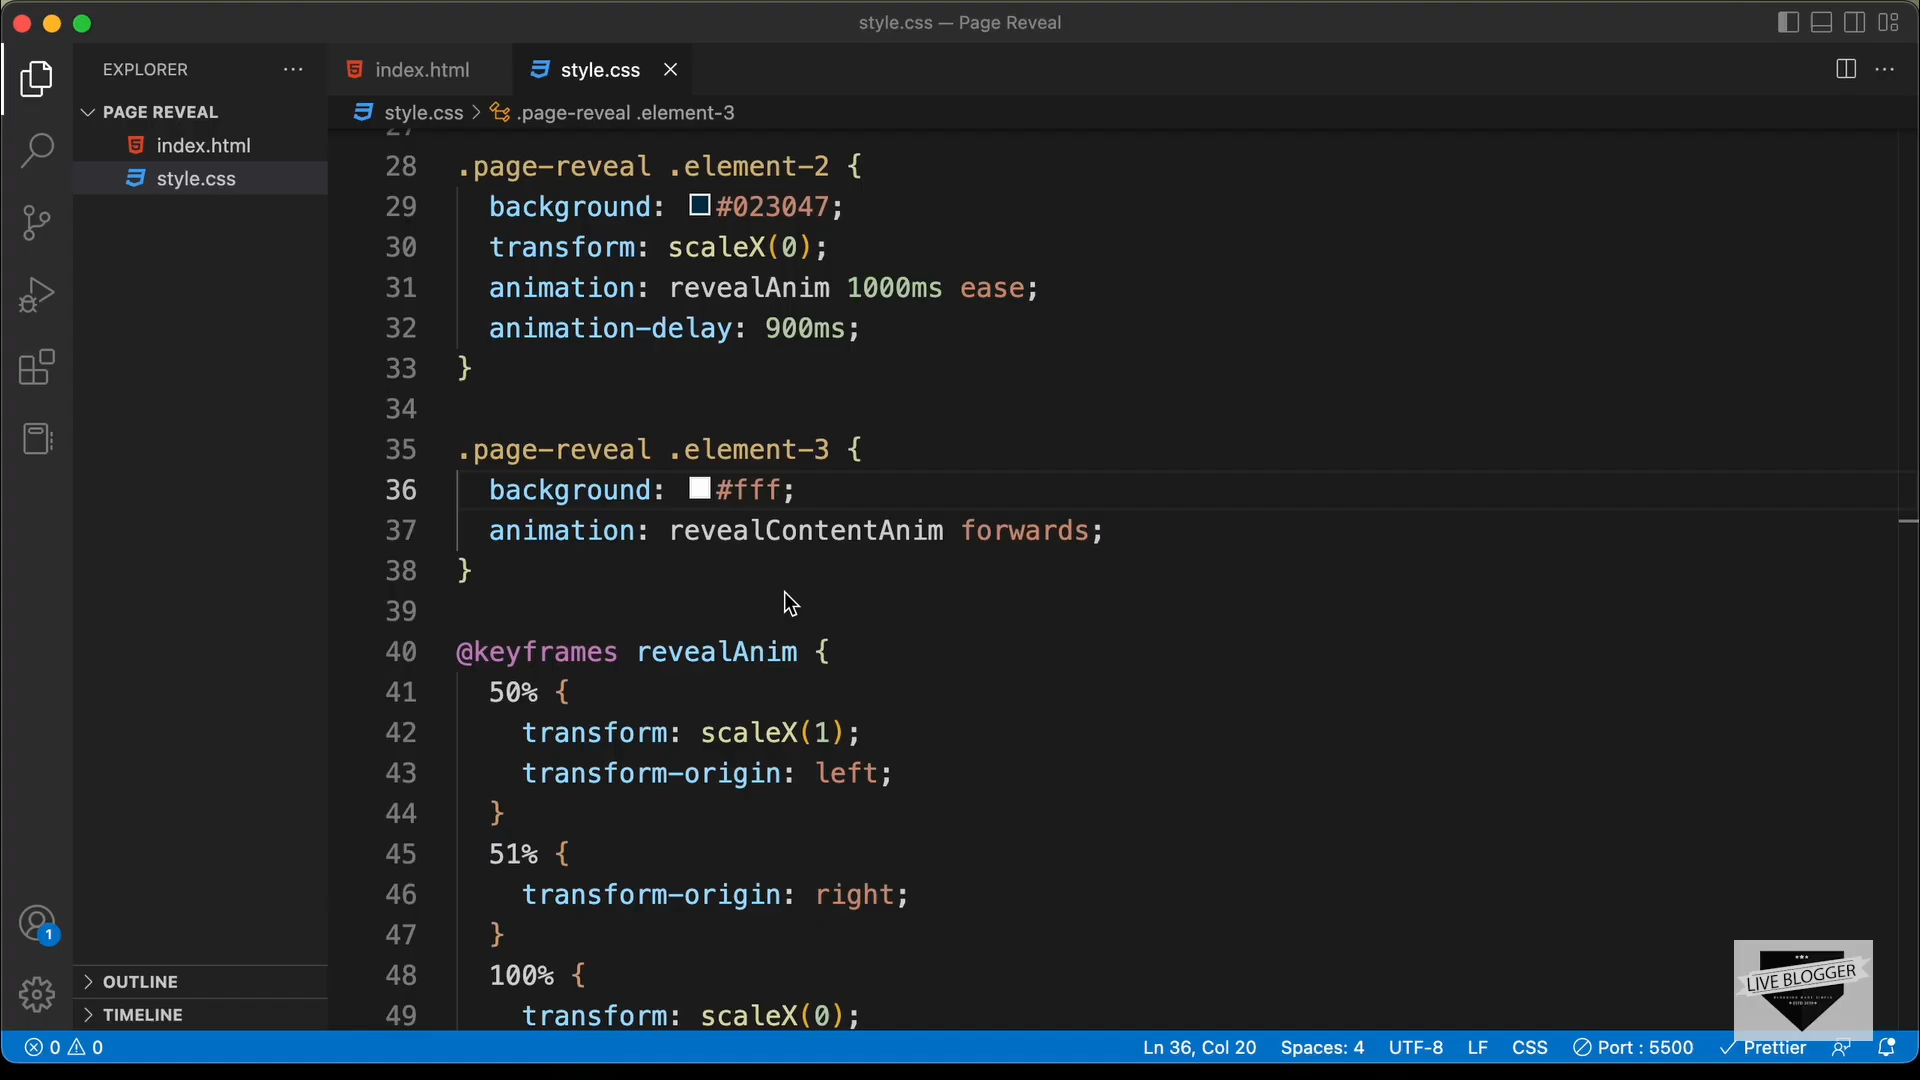 style.css — Page Reveal
EXPLORER
index.html
style.css
PAGE REVEAL
style.css > .page-reveal .element-3
index.html
style.css
27
28 .page-reveal .element-2 {
29 background: #023047;
30 transform: scaleX(0);
31 animation: revealAnim 1000ms ease;
32 animation-delay: 900ms;
33 }
34
35 .page-reveal .element-3 {
36 background: #fff;
37 animation: revealContentAnim forwards;
38 }
39
40 @keyframes revealAnim {
41 50% {
42 transform: scaleX(1);
43 transform-origin: left;
44 }
45 51% {
46 transform-origin: right;
47 }
48 100% {
49 transform: scaleX(0);
1
OUTLINE
TIMELINE
LIVE BLOGGER
0 0
Ln 36, Col 20
Spaces: 4
UTF-8
LF
CSS
Port : 5500
Prettier